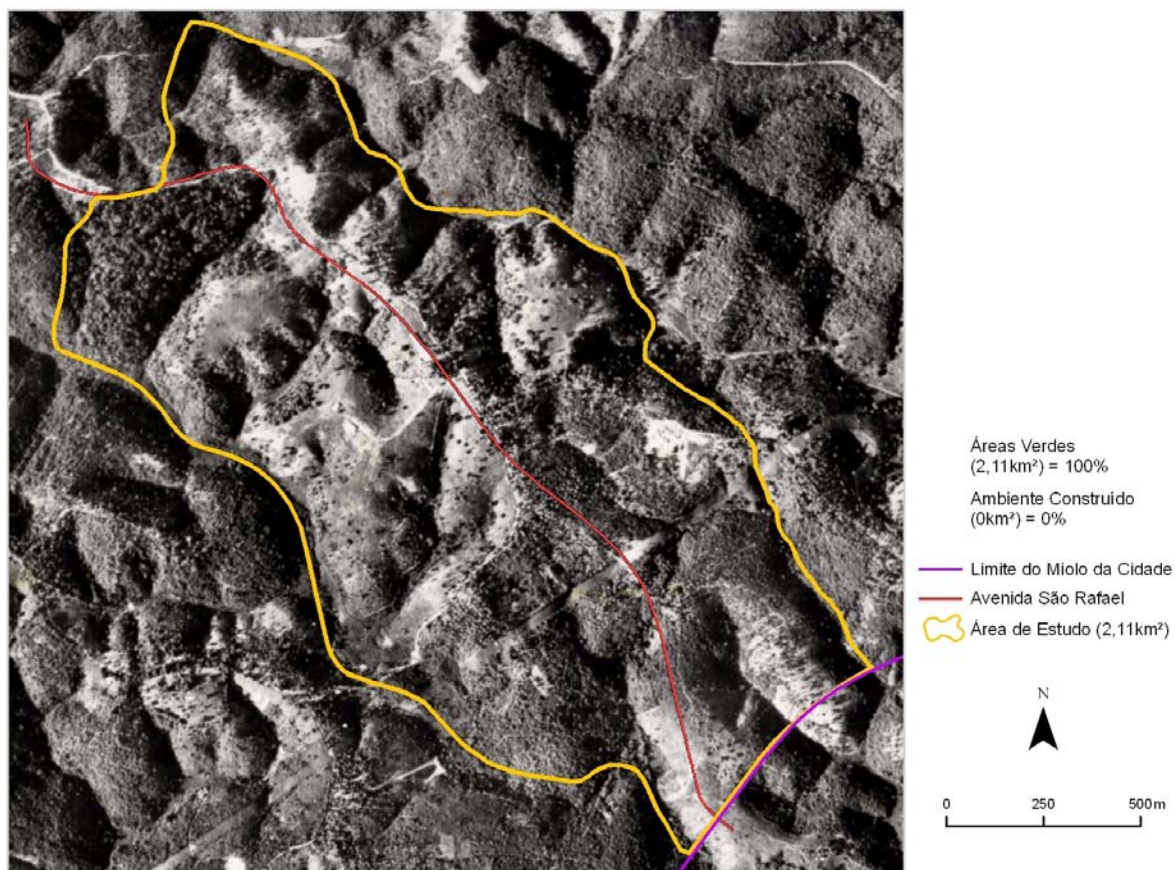 Áreas Verdes
(2,11km²) = 100%
Ambiente Construído
(0km²) = 0%
Limite do Miolo da Cidade
Avenida São Rafael
Área de Estudo (2,11km²)
N
0 250 500m